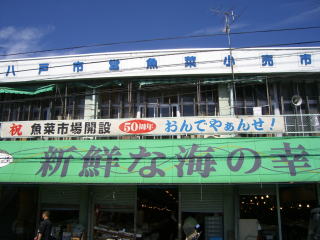 八戸市営魚菜小売市
祝 魚菜市場開設 50周年 おんでやぁんせ!
新鮮な海の幸